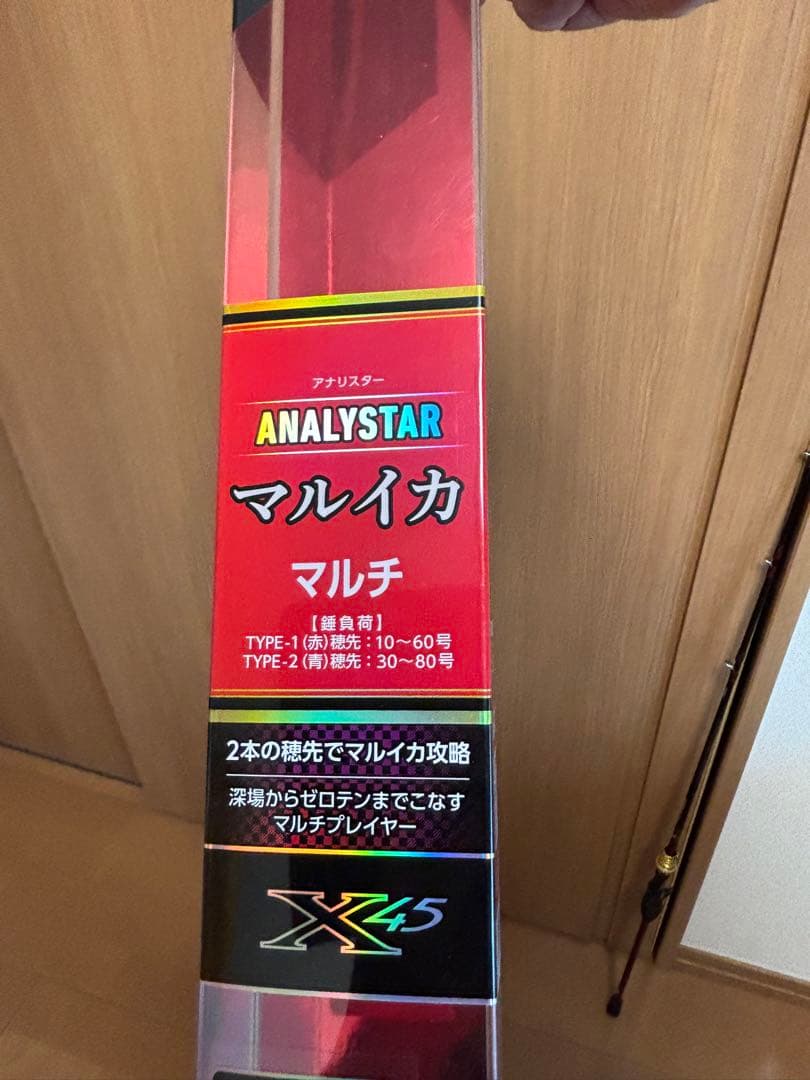 アナリスター
ANALYSTAR
マルイカ
マルチ
【錘負荷】
TYPE-1(赤)穂先:10〜60号
TYPE-2(青)穂先:30〜80号
2本の穂先でマルイカ攻略
深場からゼロテンまでこなす
マルチプレイヤー
X45